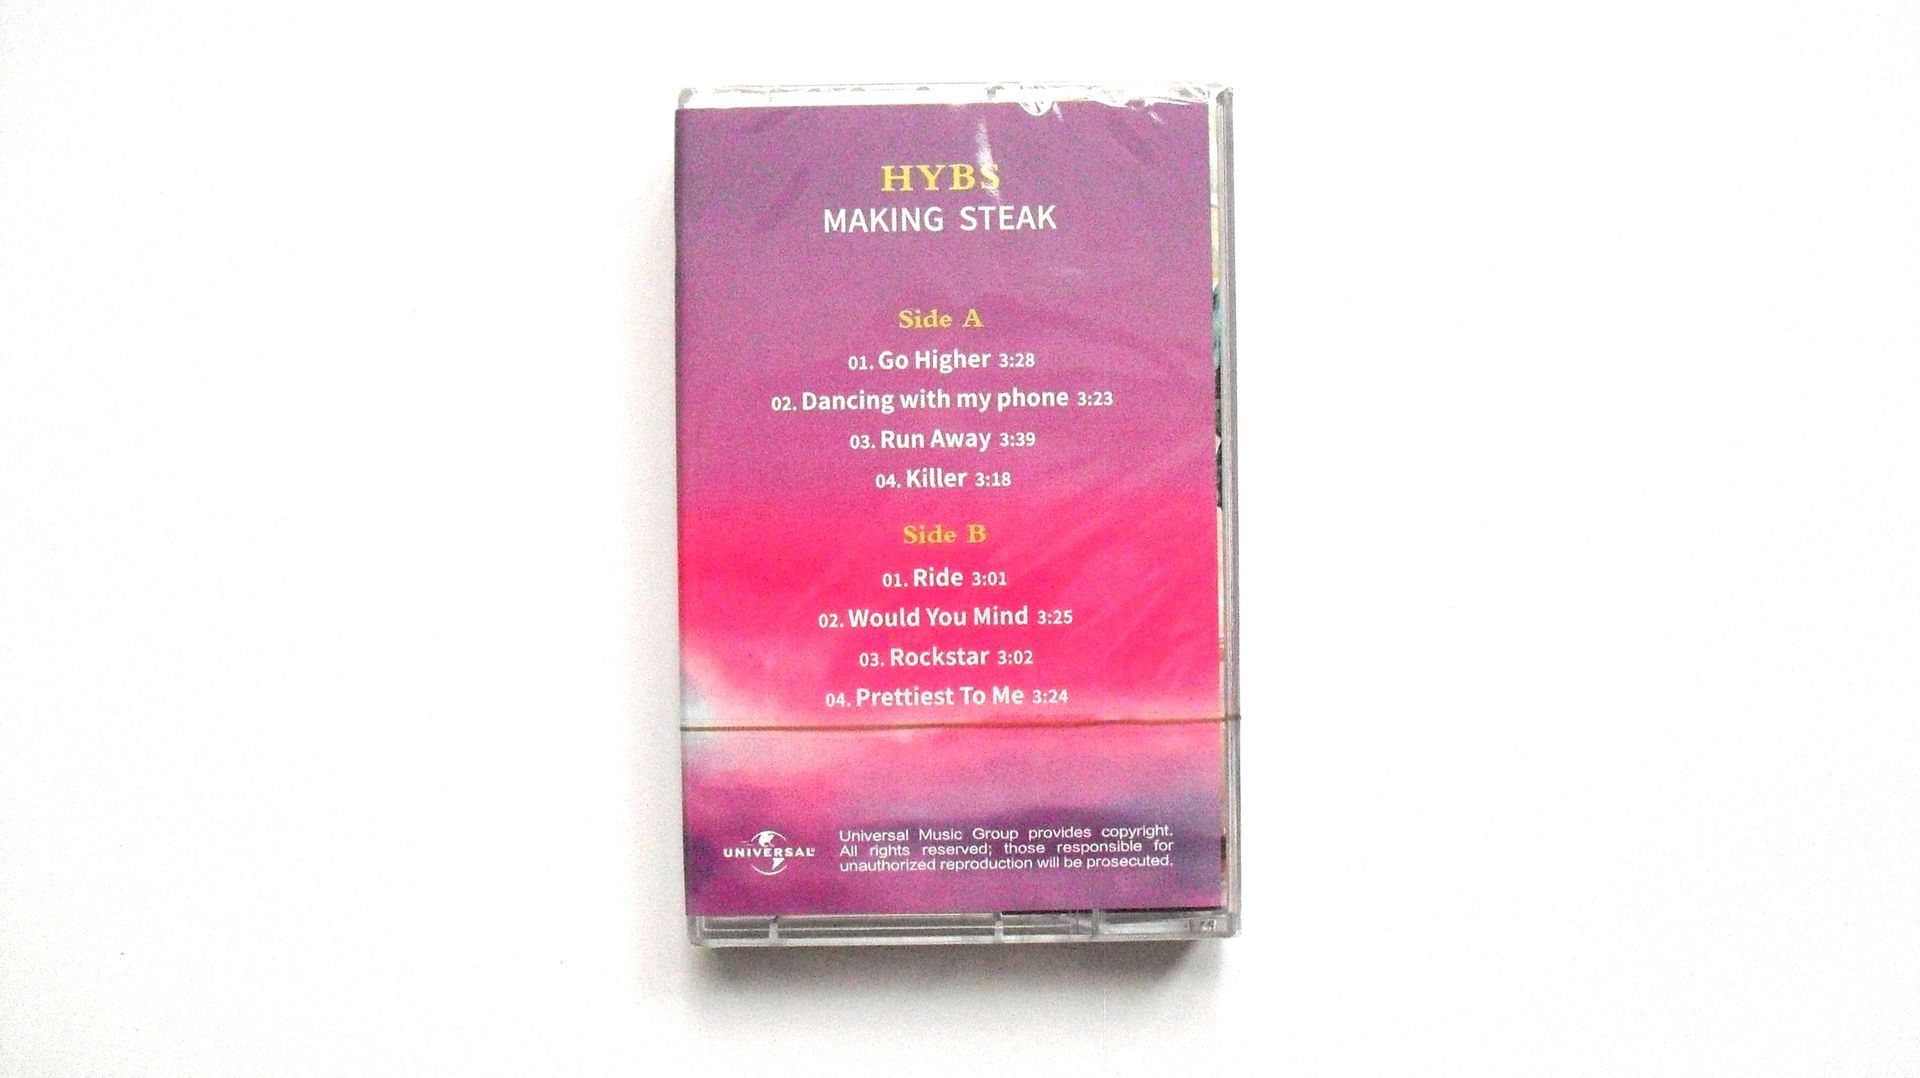 HYBS
MAKING STEAK
Side A
01. Go Higher 3:28
02. Dancing with my phone 3:23
03. Run Away 3:39
04. Killer 3:18
Side B
01. Ride 3:01
02. Would You Mind 3:25
03. Rockstar 3:02
04. Prettiest To Me 3:24
UNIVERSAL
Universal Music Group provides copyright.
All rights reserved; those responsible for
unauthorized reproduction will be prosecuted.